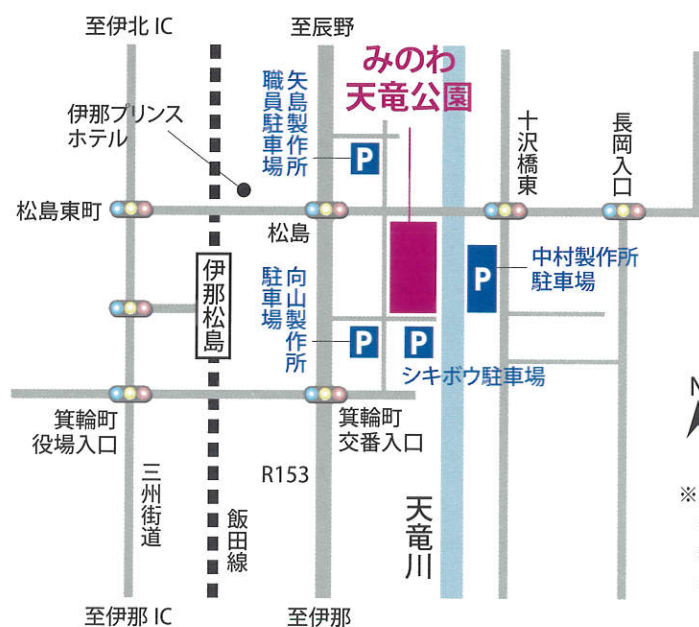 至伊北 IC
至辰野
みのわ
天竜公園
矢島製作所
職員駐車場
伊那プリンス
ホテル
P
十沢橋東
長岡入口
松島東町
松島
伊那松島
向山製作所
駐車場
P
中村製作所
駐車場
P
P
シキボウ駐車場
箕輪町
役場入口
箕輪町
交番入口
N
三州街道
R153
飯田線
天竜川
※
至伊那 IC
至伊那